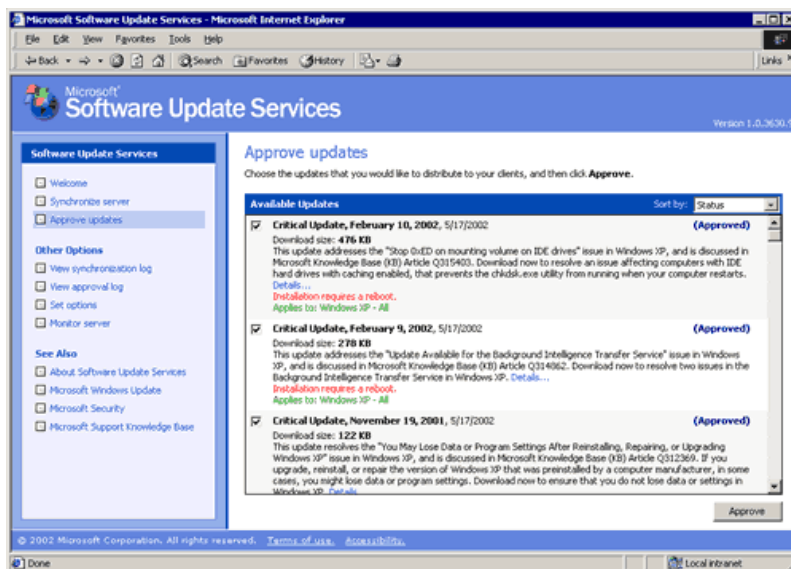 Microsoft Software Update Services - Microsoft Internet Explorer
File Edit View Favorites Tools Help
Back Search Favorites History Links
Microsoft
Software Update Services
Version 1.0.3630.
Software Update Services
Welcome
Synchronize server
Approve updates
Other Options
View synchronization log
View approval log
Set options
Monitor server
See Also
About Software Update Services
Microsoft Windows Update
Microsoft Security
Microsoft Support Knowledge Base
Approve updates
Choose the updates that you would like to distribute to your clients, and then click Approve.
Available Updates Sort by: Status
Critical Update, February 10, 2002, 5/17/2002 (Approved)
Download size: 476 KB
This update addresses the "Stop 0xED on mounting volume on IDE drives" issue in Windows XP, and is discussed in
Microsoft Knowledge Base (KB) Article Q315403. Download now to resolve an issue affecting computers with IDE
hard drives with caching enabled, that prevents the chkdsk.exe utility from running when your computer restarts.
Details...
Installation requires a reboot.
Applies to: Windows XP - All
Critical Update, February 9, 2002, 5/17/2002 (Approved)
Download size: 278 KB
This update addresses the "Update Available for the Background Intelligence Transfer Service" issue in Windows
XP, and is discussed in Microsoft Knowledge Base (KB) Article Q314862. Download now to resolve two issues in the
Background Intelligence Transfer Service in Windows XP. Details...
Installation requires a reboot.
Applies to: Windows XP - All
Critical Update, November 19, 2001, 5/17/2002 (Approved)
Download size: 122 KB
This update resolves the "You May Lose Data or Program Settings After Reinstalling, Repairing, or Upgrading
Windows XP" issue in Windows XP, and is discussed in Microsoft Knowledge Base (KB) Article Q312369. If you
upgrade, reinstall, or repair the version of Windows XP that was preinstalled by a computer manufacturer, in some
cases, you might lose data or program settings. Download now to ensure that you do not lose data or settings in
Windows XP. Details
Approve
© 2002 Microsoft Corporation. All rights reserved. Terms of use. Accessibility.
Done Local intranet